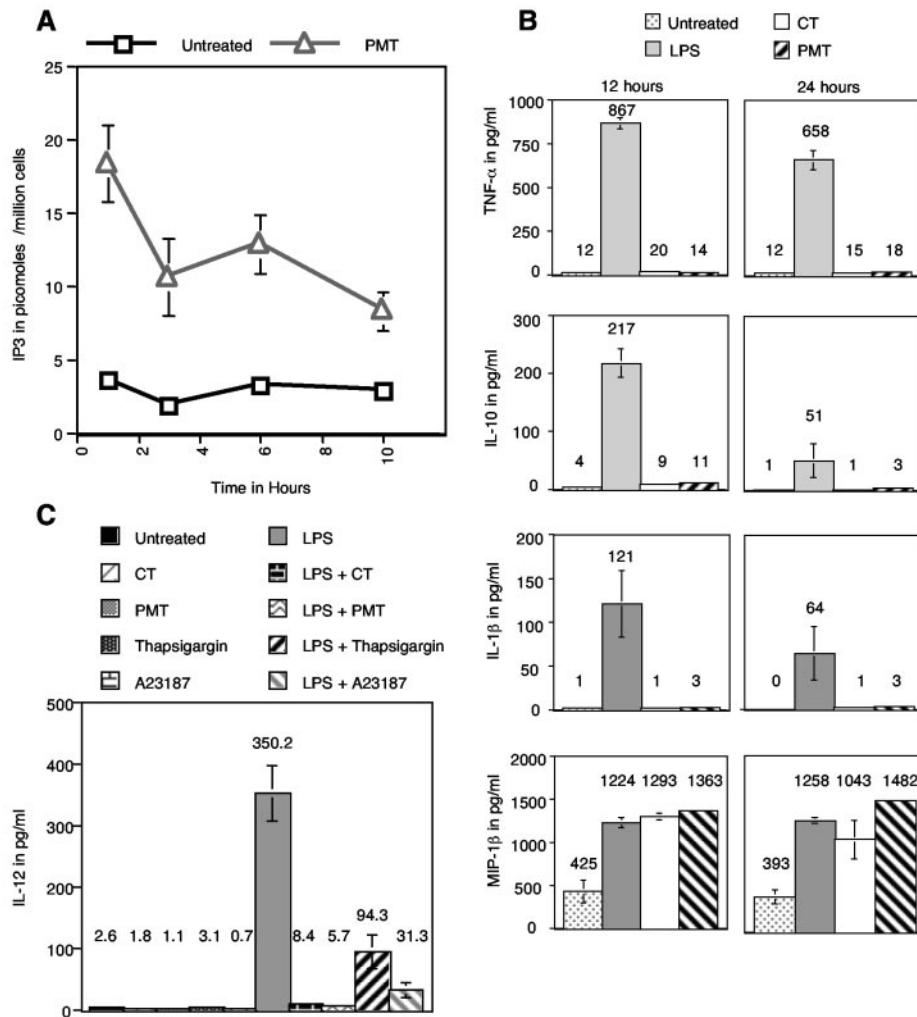 A
Untreated PMT
25
20
15
10
5
0
IP3 in picomoles /million cells
0 2 4 6 8 10
Time in Hours
B
Untreated CT
LPS PMT
12 hours 24 hours
TNF-α in pg/ml
1000
750
500
250
0
12 867 20 14
12 658 15 18
IL-10 in pg/ml
300
200
100
0
4 217 9 11
1 51 1 3
IL-1β in pg/ml
200
150
100
50
0
1 121 1 3
0 64 1 3
MIP-1β in pg/ml
2000
1500
1000
500
0
425 1224 1293 1363
393 1258 1043 1482
C
Untreated LPS
CT LPS + CT
PMT LPS + PMT
Thapsigargin LPS + Thapsigargin
A23187 LPS + A23187
IL-12 in pg/ml
500
400
300
200
100
0
2.6 1.8 1.1 3.1 0.7 350.2 8.4 5.7 94.3 31.3